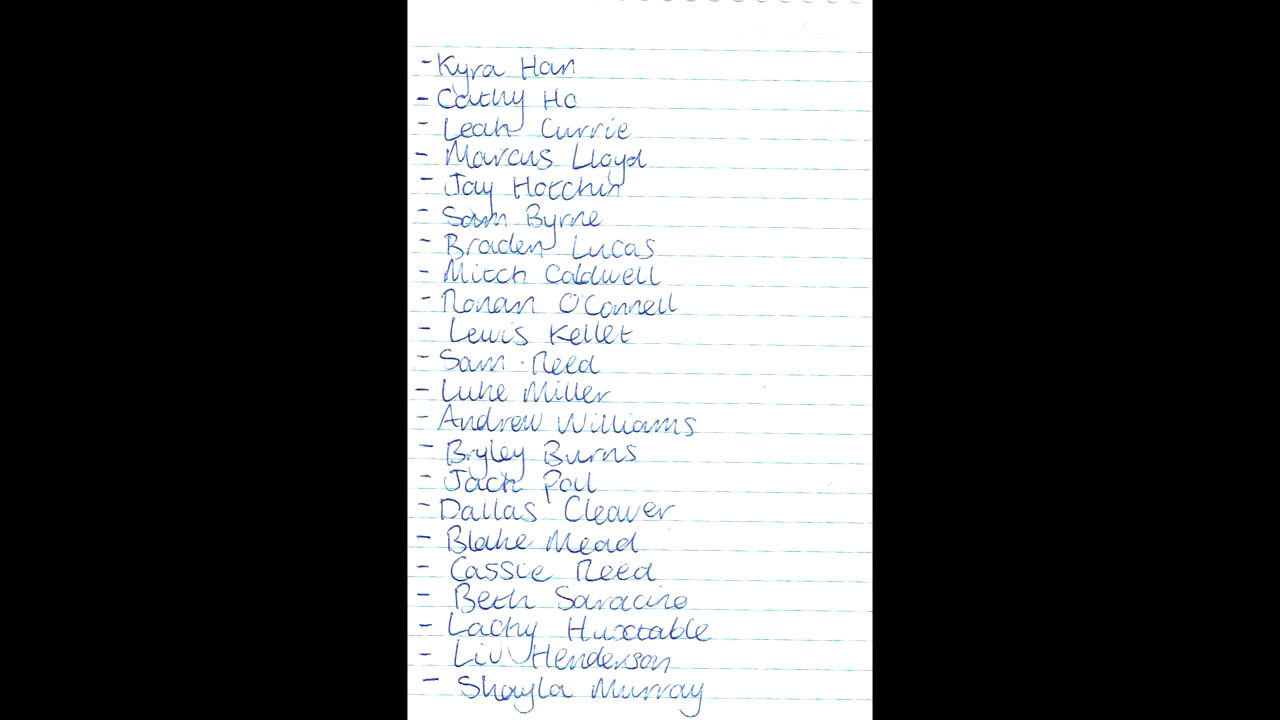 - Kyra Han
- Cathy Ho
- Leah Currie
- Marcus Lloyd
- Jay Hotchin
- Sam Byrne
- Braden Lucas
- Mitch Caldwell
- Ronan O'Connell
- Lewis Kellet
- Sam Reed
- Luke Miller
- Andrew Williams
- Bryley Burns
- Jack
- Dallas Cleaver
- Blake Mead
- Cassie Reed
- Beth Saracino
- Lachy Huxtable
- Liv Henderson
- Shayla Murray